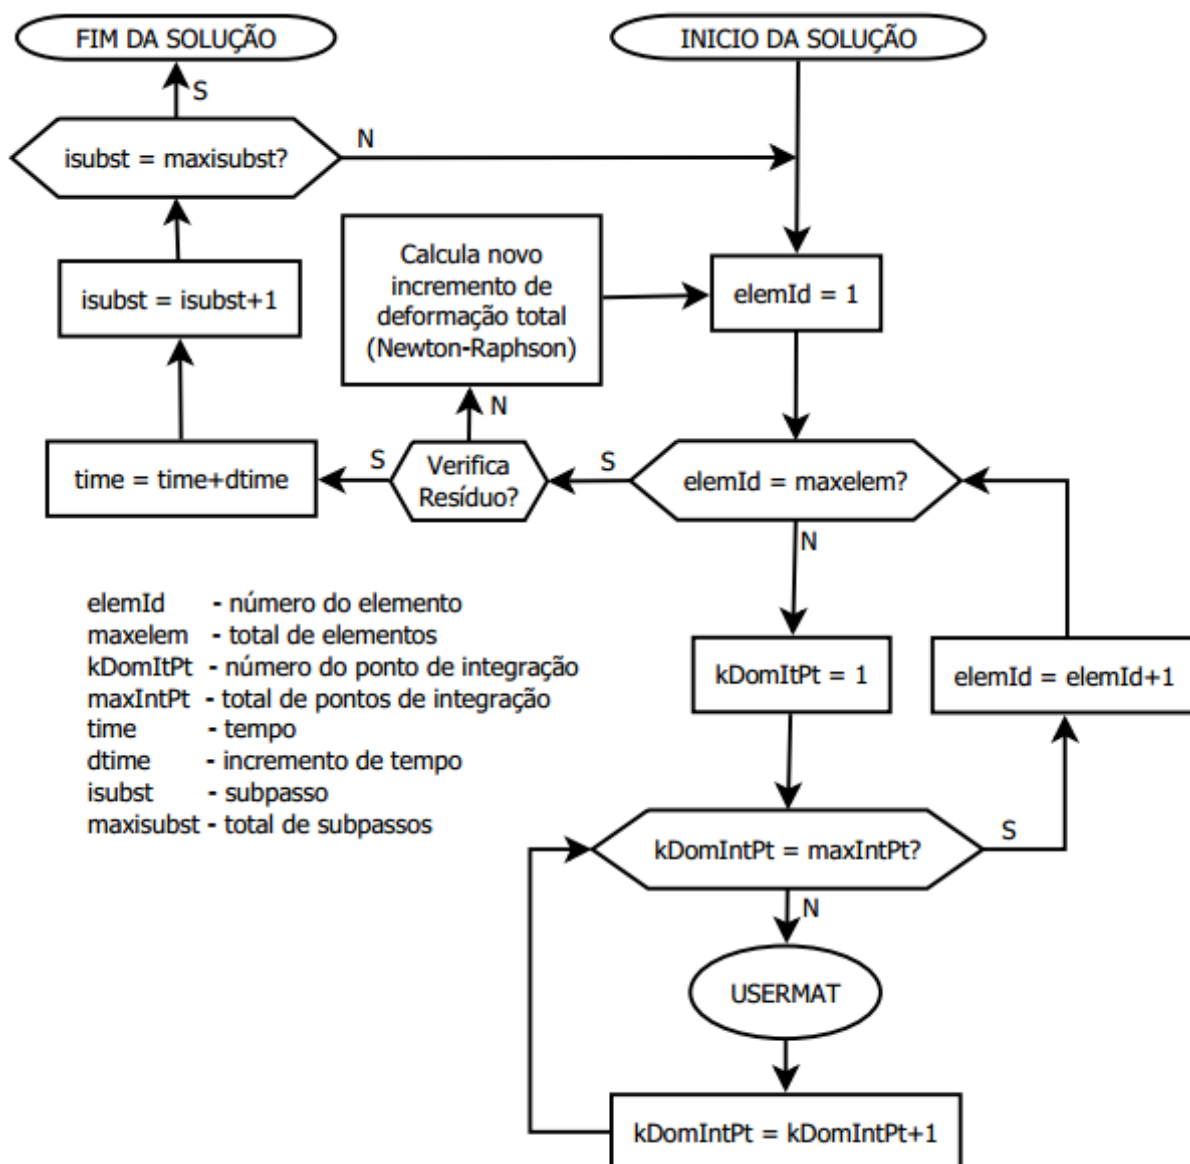 FIM DA SOLUÇÃO
INICIO DA SOLUÇÃO
S
isubst = maxisubst?
N
isubst = isubst+1
Calcula novo
incremento de
deformação total
(Newton-Raphson)
elemId = 1
N
time = time+dtime
S
Verifica
Resíduo?
S
elemId = maxelem?
N
elemId - número do elemento
maxelem - total de elementos
kDomItPt - número do ponto de integração
maxIntPt - total de pontos de integração
time - tempo
dtime - incremento de tempo
isubst - subpasso
maxisubst - total de subpassos
kDomItPt = 1
elemId = elemId+1
kDomIntPt = maxIntPt?
S
N
USERMAT
kDomIntPt = kDomIntPt+1